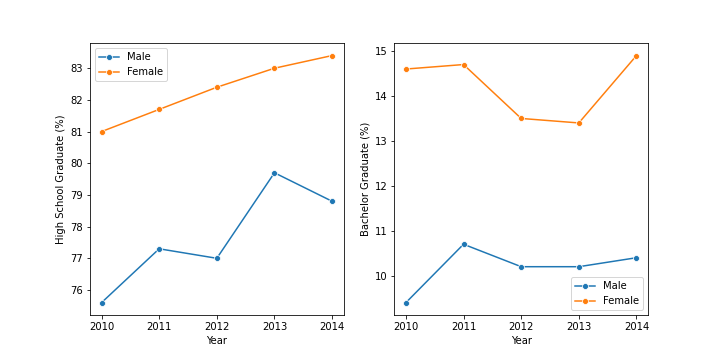 High School Graduate (%)
83
82
81
80
79
78
77
76
Male
Female
2010 2011 2012 2013 2014
Year
Bachelor Graduate (%)
15
14
13
12
11
10
Male
Female
2010 2011 2012 2013 2014
Year